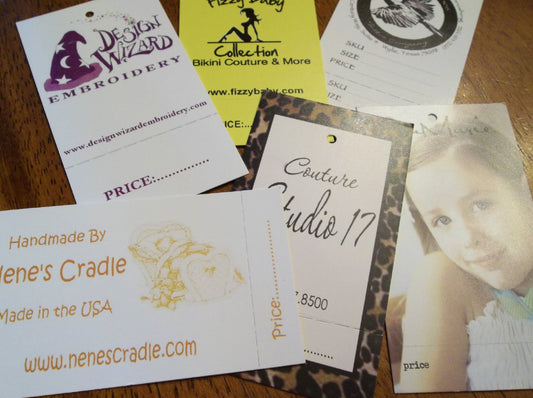 DESIGN
WIZARD
EMBROIDERY
www.designwizardembroidery.com
PRICE:...............
Fizzy Baby
Collection
Bikini Couture & More
www.fizzybaby.com
PRICE:...
SKU
SIZE
PRICE
SKU
SIZE
Couture
Studio 17
7.8500
Marie
price
Handmade By
Nene's Cradle
Made in the USA
www.nenescradle.com
Price:...............